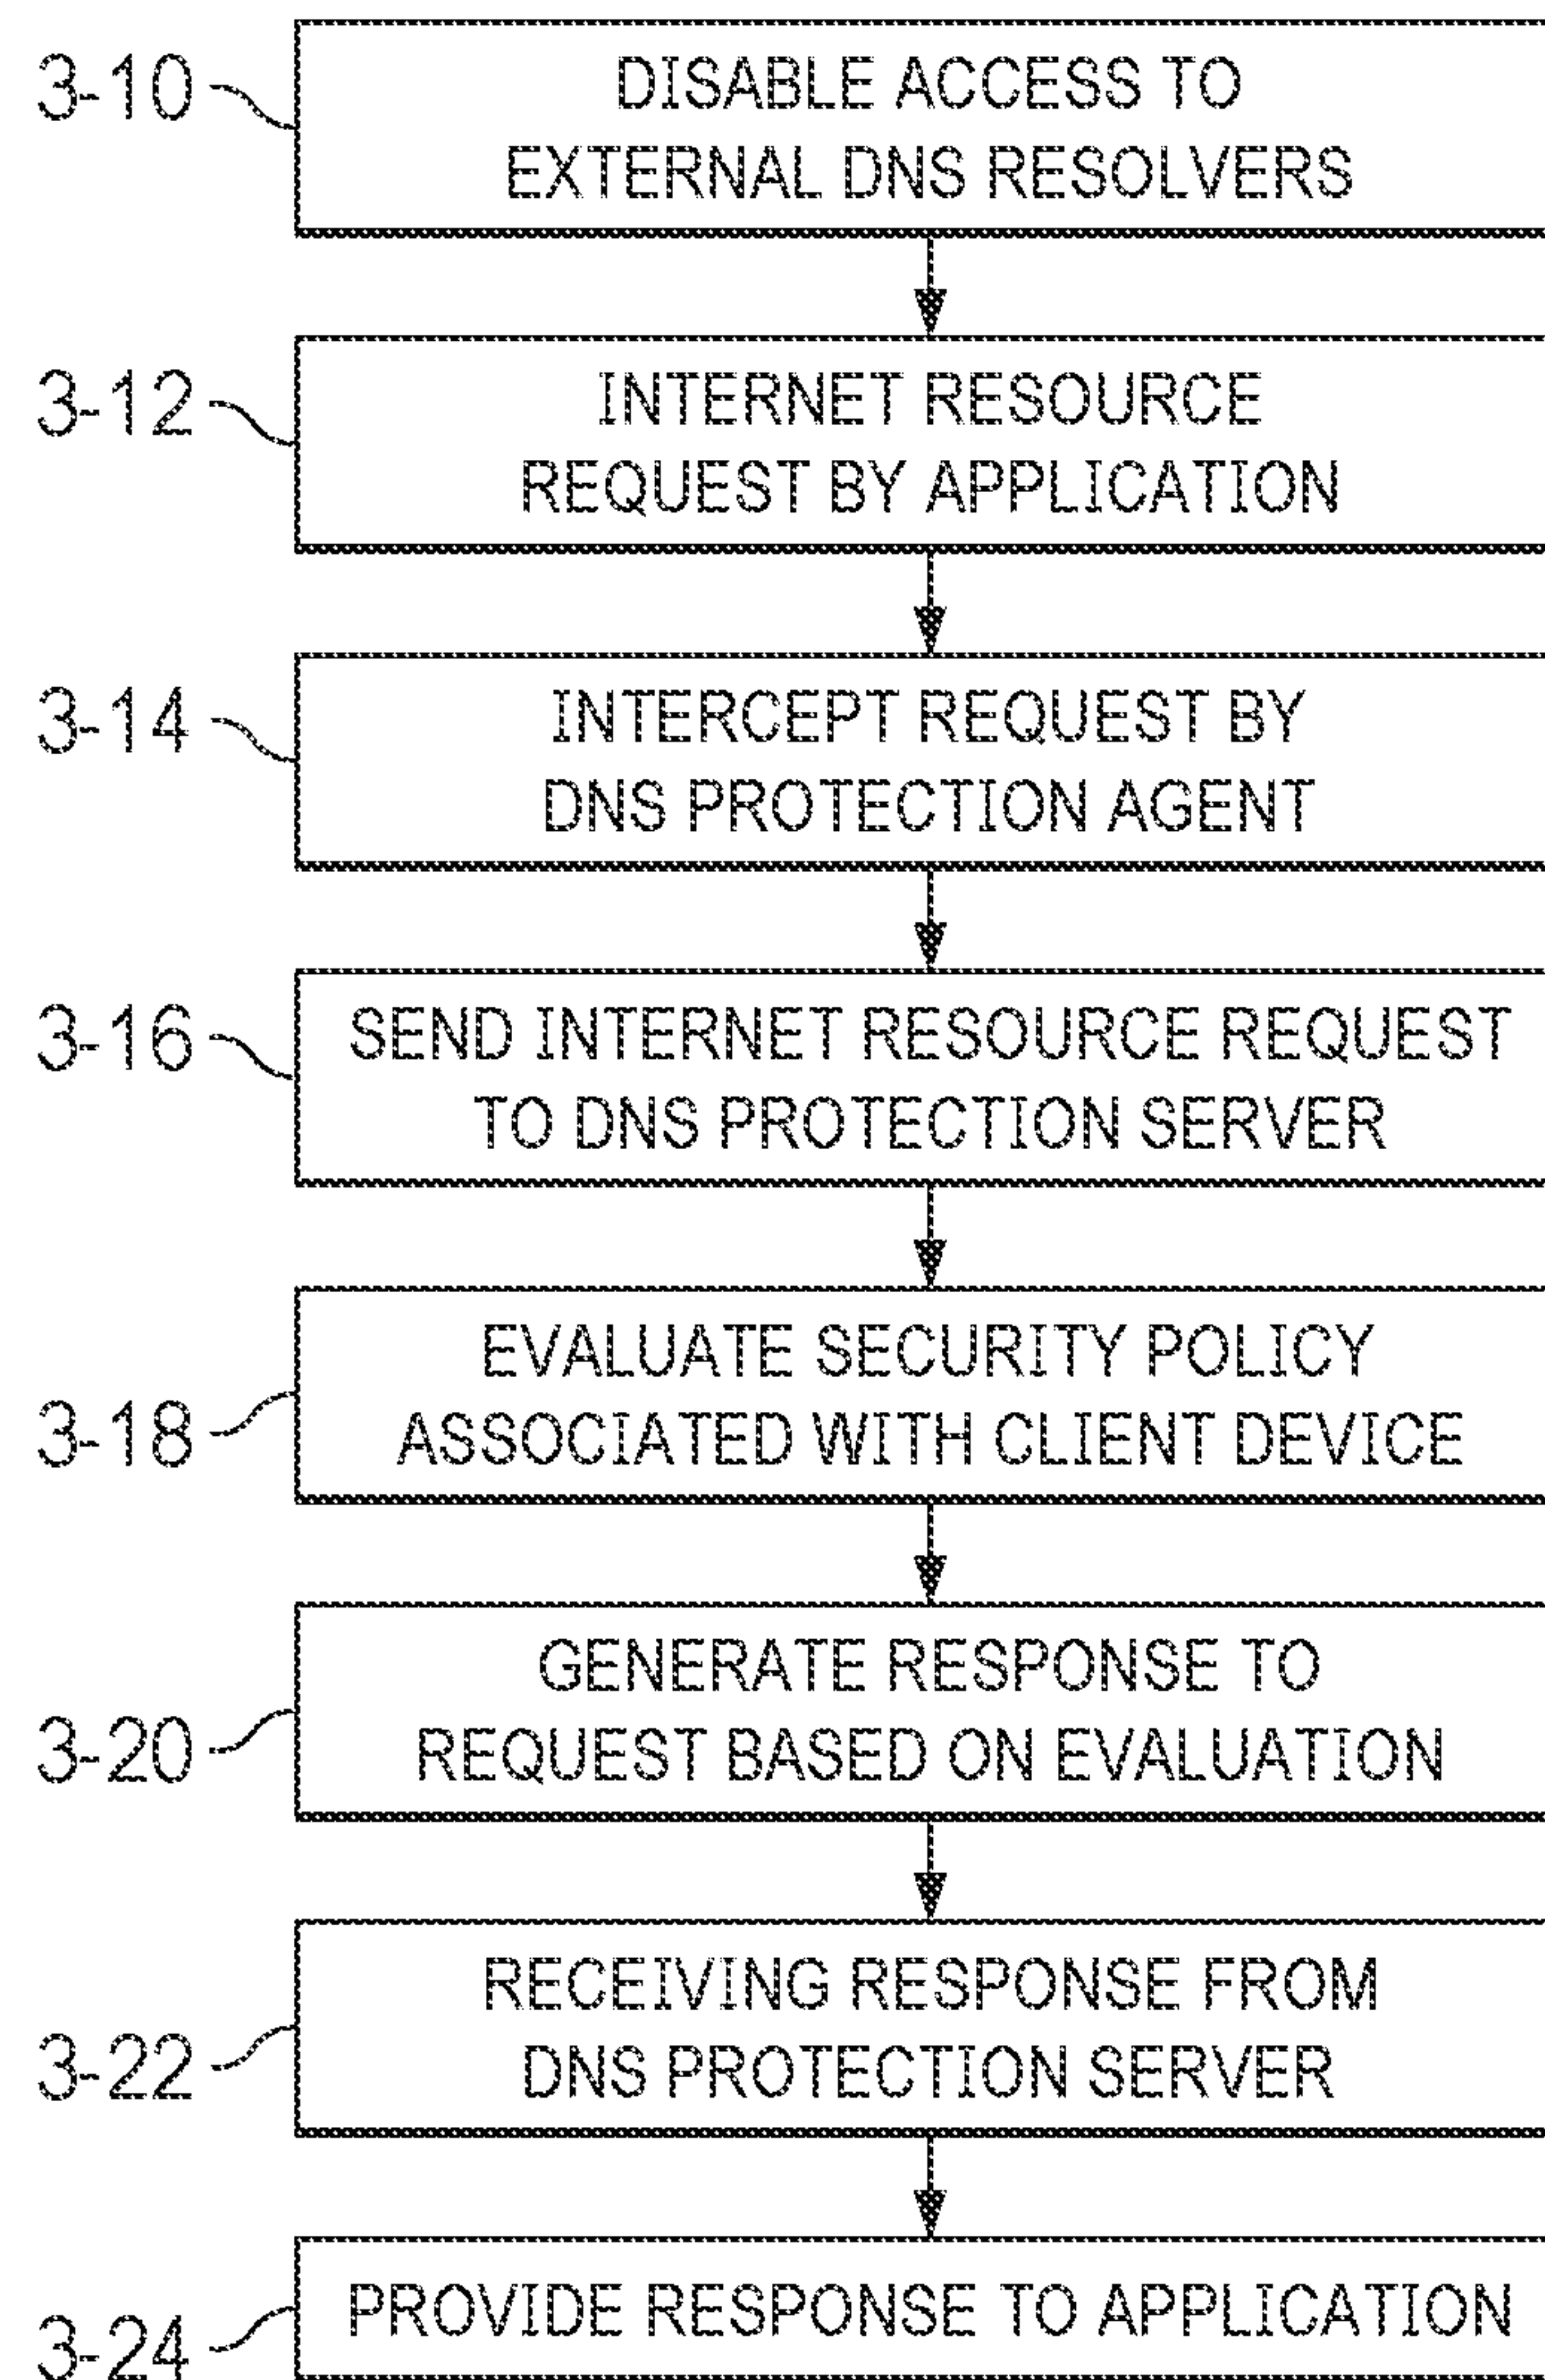 3-10
DISABLE ACCESS TO
EXTERNAL DNS RESOLVERS
3-12
INTERNET RESOURCE
REQUEST BY APPLICATION
3-14
INTERCEPT REQUEST BY
DNS PROTECTION AGENT
3-16
SEND INTERNET RESOURCE REQUEST
TO DNS PROTECTION SERVER
3-18
EVALUATE SECURITY POLICY
ASSOCIATED WITH CLIENT DEVICE
3-20
GENERATE RESPONSE TO
REQUEST BASED ON EVALUATION
3-22
RECEIVING RESPONSE FROM
DNS PROTECTION SERVER
3-24
PROVIDE RESPONSE TO APPLICATION